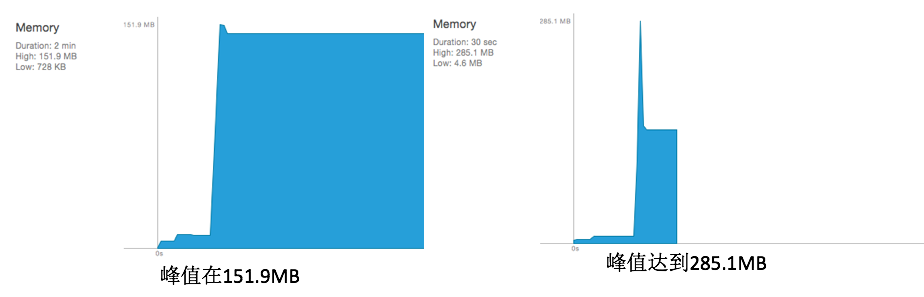 Memory
Duration: 2 min
High: 151.9 MB
Low: 728 KB
151.9 MB
0s
峰值在151.9MB
Memory
Duration: 30 sec
High: 285.1 MB
Low: 4.6 MB
285.1 MB
0s
峰值达到285.1MB